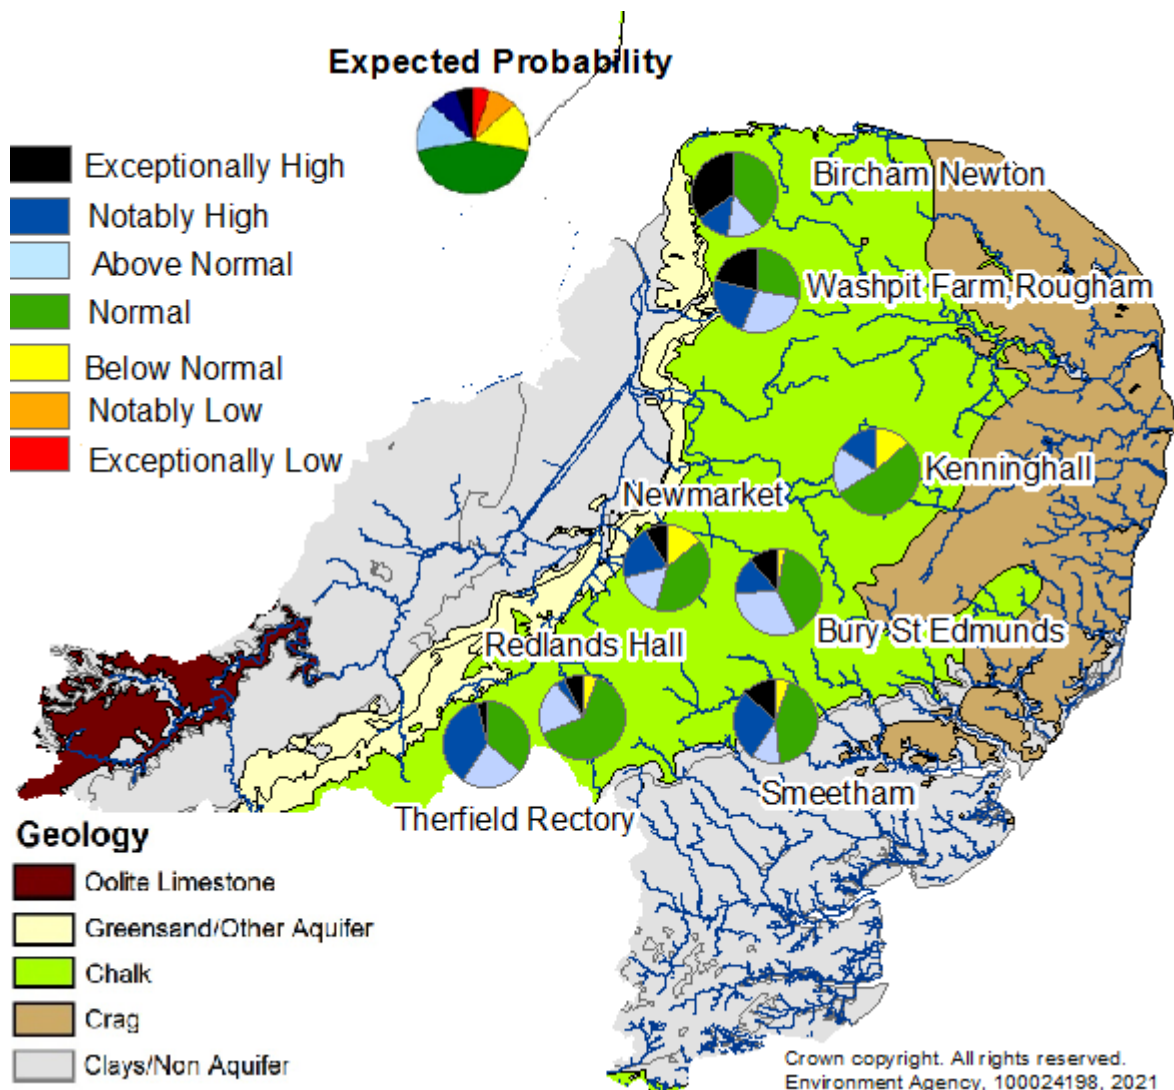 Expected Probability
Exceptionally High
Notably High
Above Normal
Normal
Below Normal
Notably Low
Exceptionally Low
Bircham Newton
Washpit Farm,Rougham
Kenninghall
Newmarket
Bury St Edmunds
Redlands Hall
Smeetham
Therfield Rectory
Geology
Oolite Limestone
Greensand/Other Aquifer
Chalk
Crag
Clays/Non Aquifer
Crown copyright. All rights reserved.
Environment Agency, 100024198, 2021